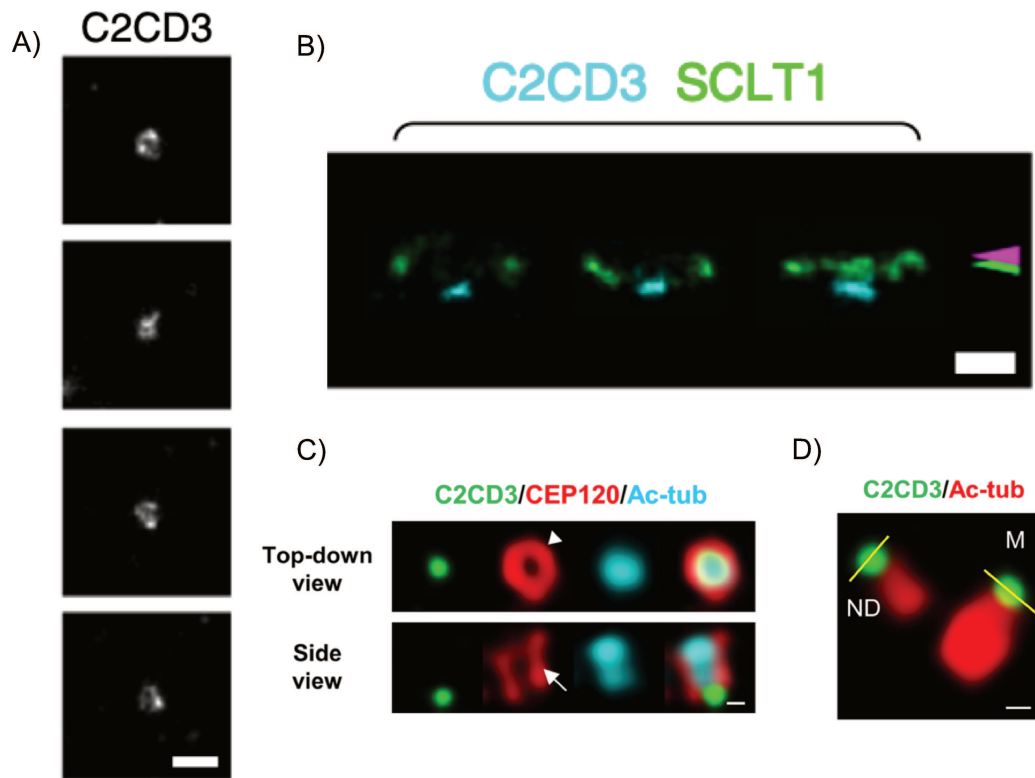 A)
C2CD3
B)
C2CD3 SCLT1
C)
C2CD3/CEP120/Ac-tub
Top-down
view
Side
view
D)
C2CD3/Ac-tub
M
ND